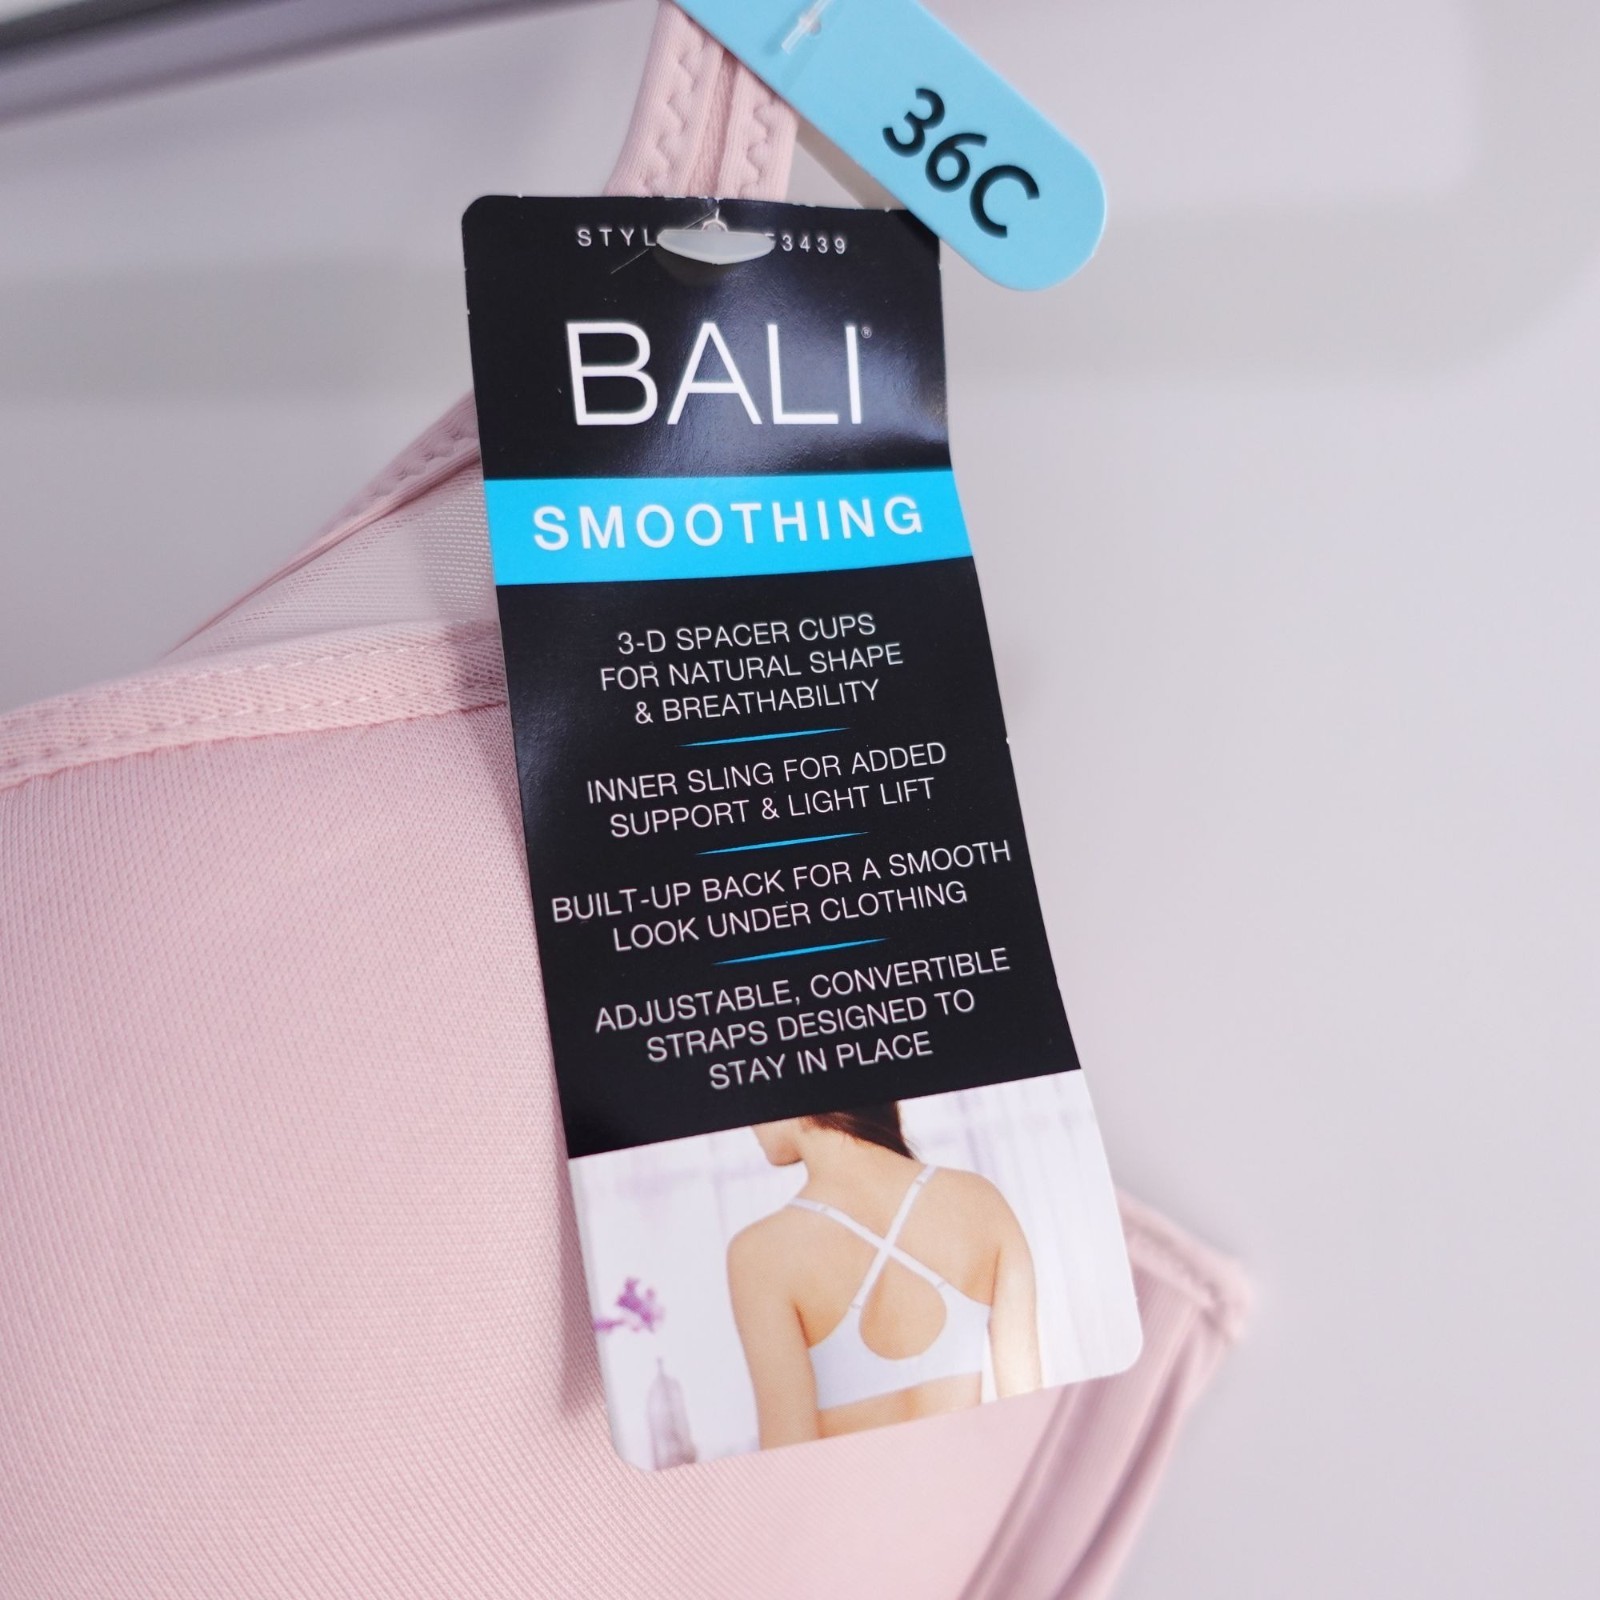 36C
3439
BALI®
SMOOTHING
3-D SPACER CUPS
FOR NATURAL SHAPE
& BREATHABILITY
INNER SLING FOR ADDED
SUPPORT & LIGHT LIFT
BUILT-UP BACK FOR A SMOOTH
LOOK UNDER CLOTHING
ADJUSTABLE, CONVERTIBLE
STRAPS DESIGNED TO
STAY IN PLACE